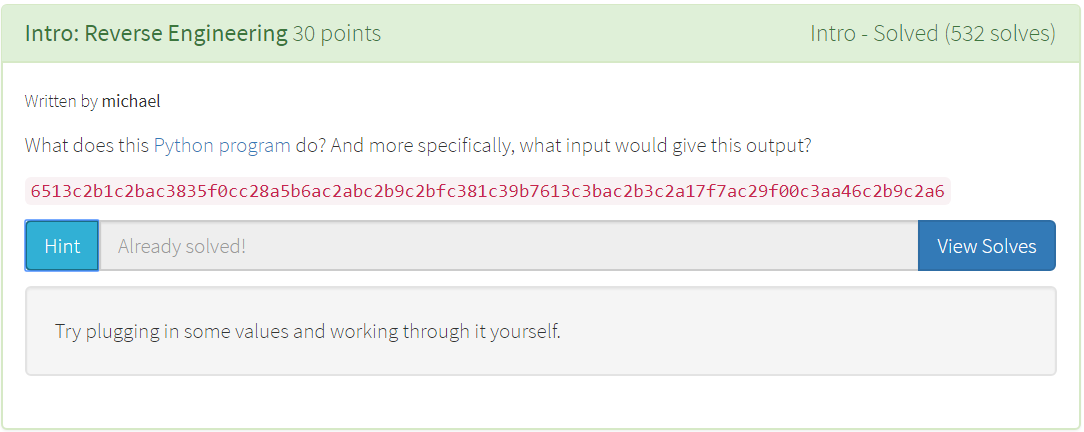 Intro: Reverse Engineering 30 points Intro - Solved (532 solves)
Written by michael
What does this Python program do? And more specifically, what input would give this output?
6513c2b1c2bac3835f0cc28a5b6ac2abc2b9c2bfc381c39b7613c3bac2b3c2a17f7ac29f00c3aa46c2b9c2a6
Hint Already solved! View Solves
Try plugging in some values and working through it yourself.